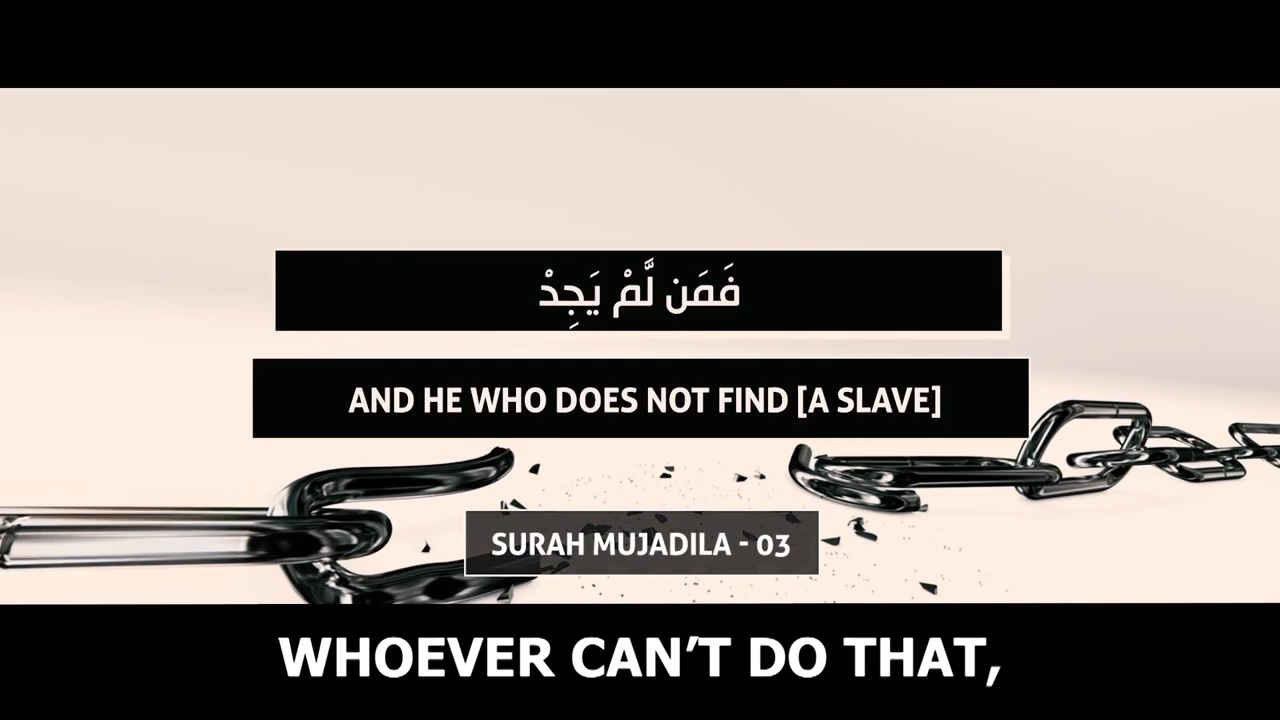 فَمَن لَّمْ يَجِدْ
AND HE WHO DOES NOT FIND [A SLAVE]
SURAH MUJADILA - 03
WHOEVER CAN'T DO THAT,